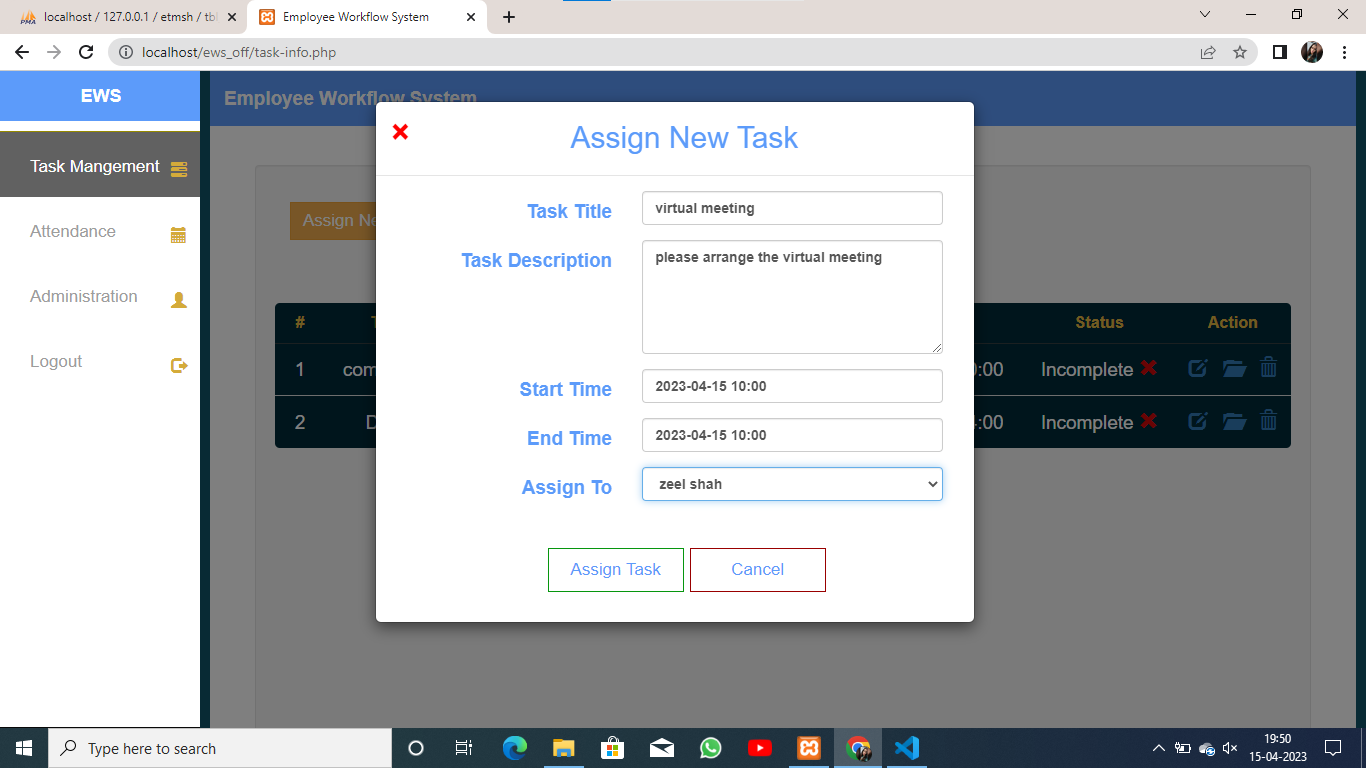 localhost / 127.0.0.1 / etmsh / tbl
Employee Workflow System
localhost/ews_off/task-info.php
EWS
Employee Workflow System
Task Mangement
Attendance
Administration
Logout
Assign Ne
Assign New Task
Task Title
virtual meeting
Task Description
please arrange the virtual meeting
Start Time
2023-04-15 10:00
End Time
2023-04-15 10:00
Assign To
zeel shah
Assign Task
Cancel
# T Status Action
1 com 0:00 Incomplete
2 D :00 Incomplete
Type here to search
19:50
15-04-2023